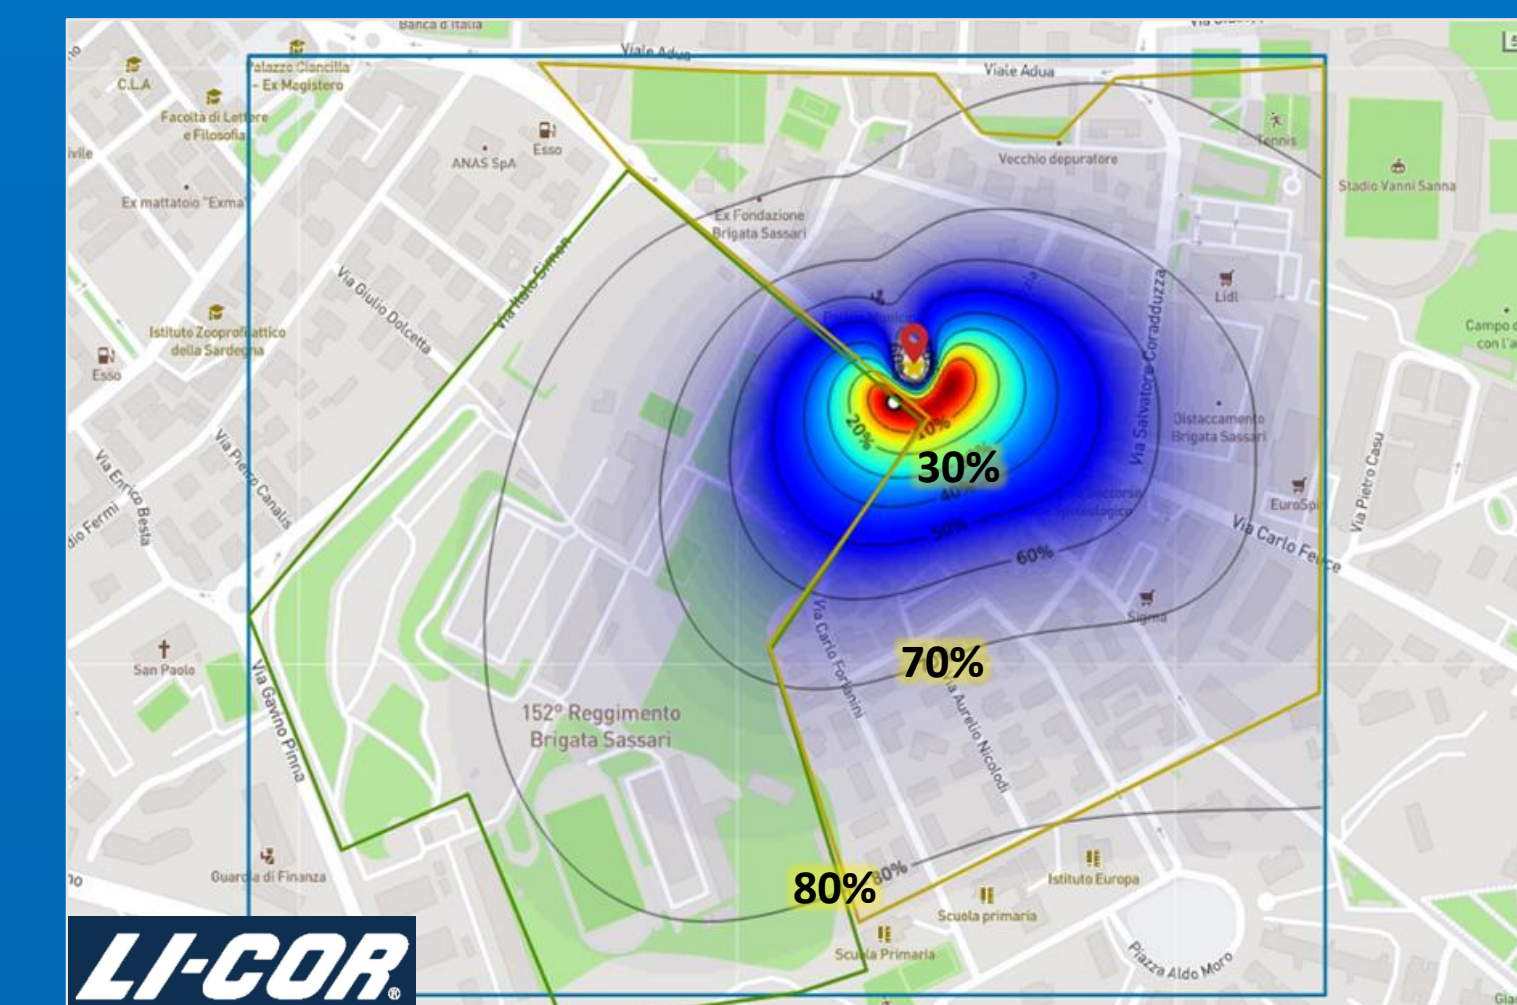 Banca d'Italia
Viale Adua
Viale Adua
C.L.A
Palazzo Ciancilla
- Ex Magistero
Facoltà di Lettere
e Filosofia
Esso
ANAS SpA
Tennis
Vecchio depuratore
Stadio Vanni Sanna
Ex mattatoio "Exma"
Ex Fondazione
Brigata Sassari
Via Italo Simon
Via Giulio Dolcetta
Lidl
Istituto Zooprofilattico
della Sardegna
Esso
Via Salvatore Coradduzza
Distaccamento
Brigata Sassari
Via Pietro Canalis
Via Enrico Besta
Via Pietro Casu
20%
10%
30%
40%
50%
60%
EuroSpin
Via Carlo Felice
Sigma
San Paolo
Via Gavino Pinna
Via Carlo Forlanini
70%
Via Aurelio Nicolodi
152° Reggimento
Brigata Sassari
Guardia di Finanza
80%
80%
Istituto Europa
Scuola primaria
Scuola Primaria
Piazza Aldo Moro
LI-COR®